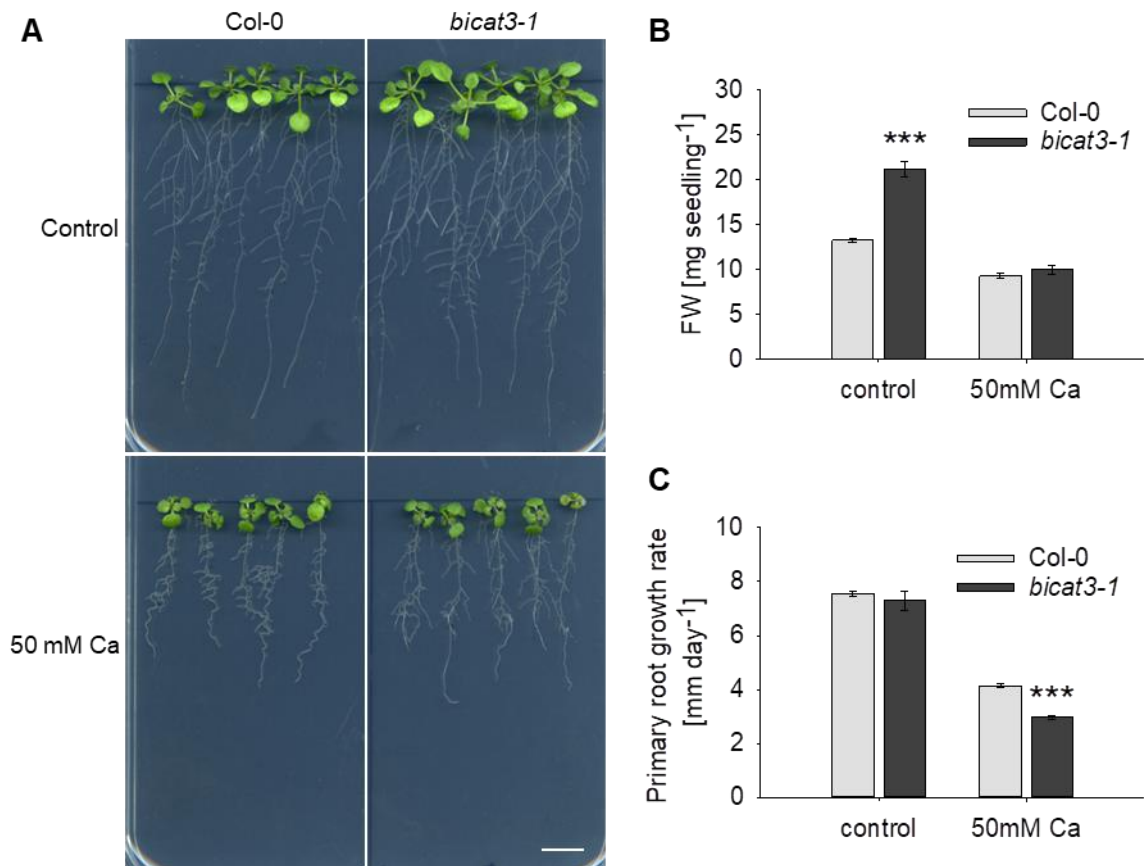 A
Col-0
bicat3-1
Control
50 mM Ca
B
FW [mg seedling-1]
30
25
20
15
10
5
0
Col-0
bicat3-1
***
control
50mM Ca
C
Primary root growth rate
[mm day-1]
10
8
6
4
2
0
Col-0
bicat3-1
***
control
50mM Ca